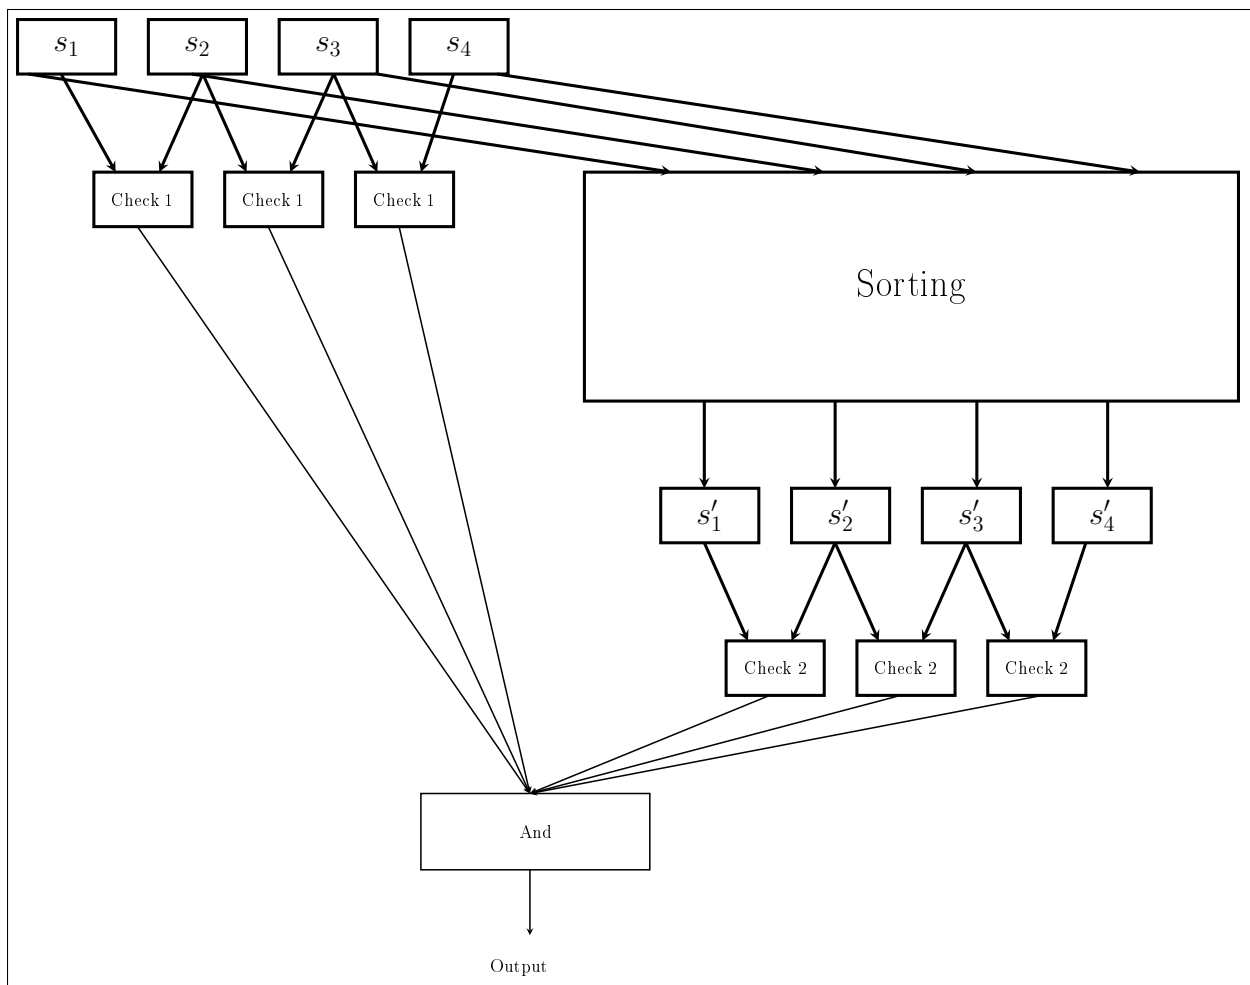 s₁ s₂ s₃ s₄
Check 1 Check 1 Check 1
Sorting
s′₁ s′₂ s′₃ s′₄
Check 2 Check 2 Check 2
And
Output